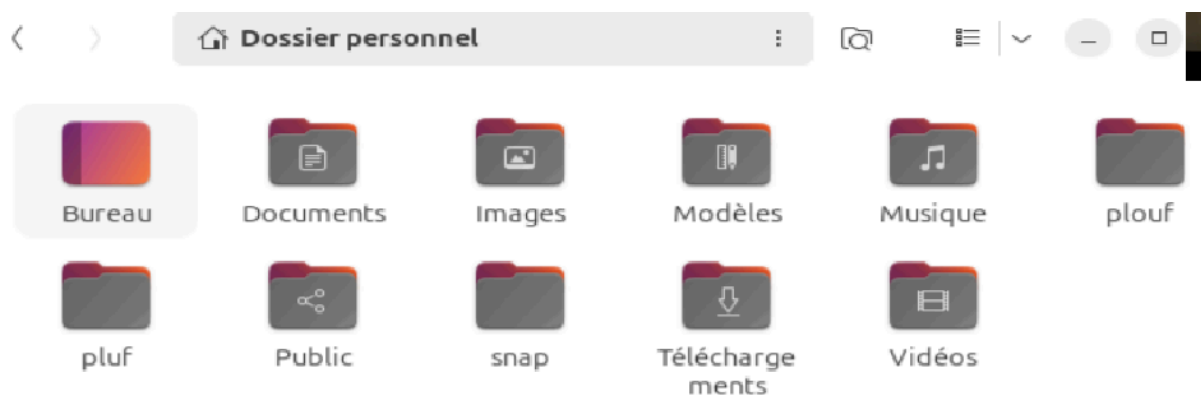 Dossier personnel
Bureau
Documents
Images
Modèles
Musique
plouf
pluf
Public
snap
Télécharge
ments
Vidéos